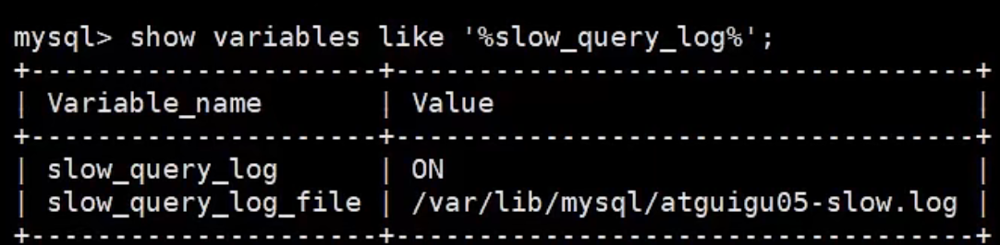 mysql> show variables like '%slow_query_log%';
+---------------------+-----------------------------------+
| Variable_name       | Value                             |
+---------------------+-----------------------------------+
| slow_query_log      | ON                                |
| slow_query_log_file | /var/lib/mysql/atguigu05-slow.log |
+---------------------+-----------------------------------+